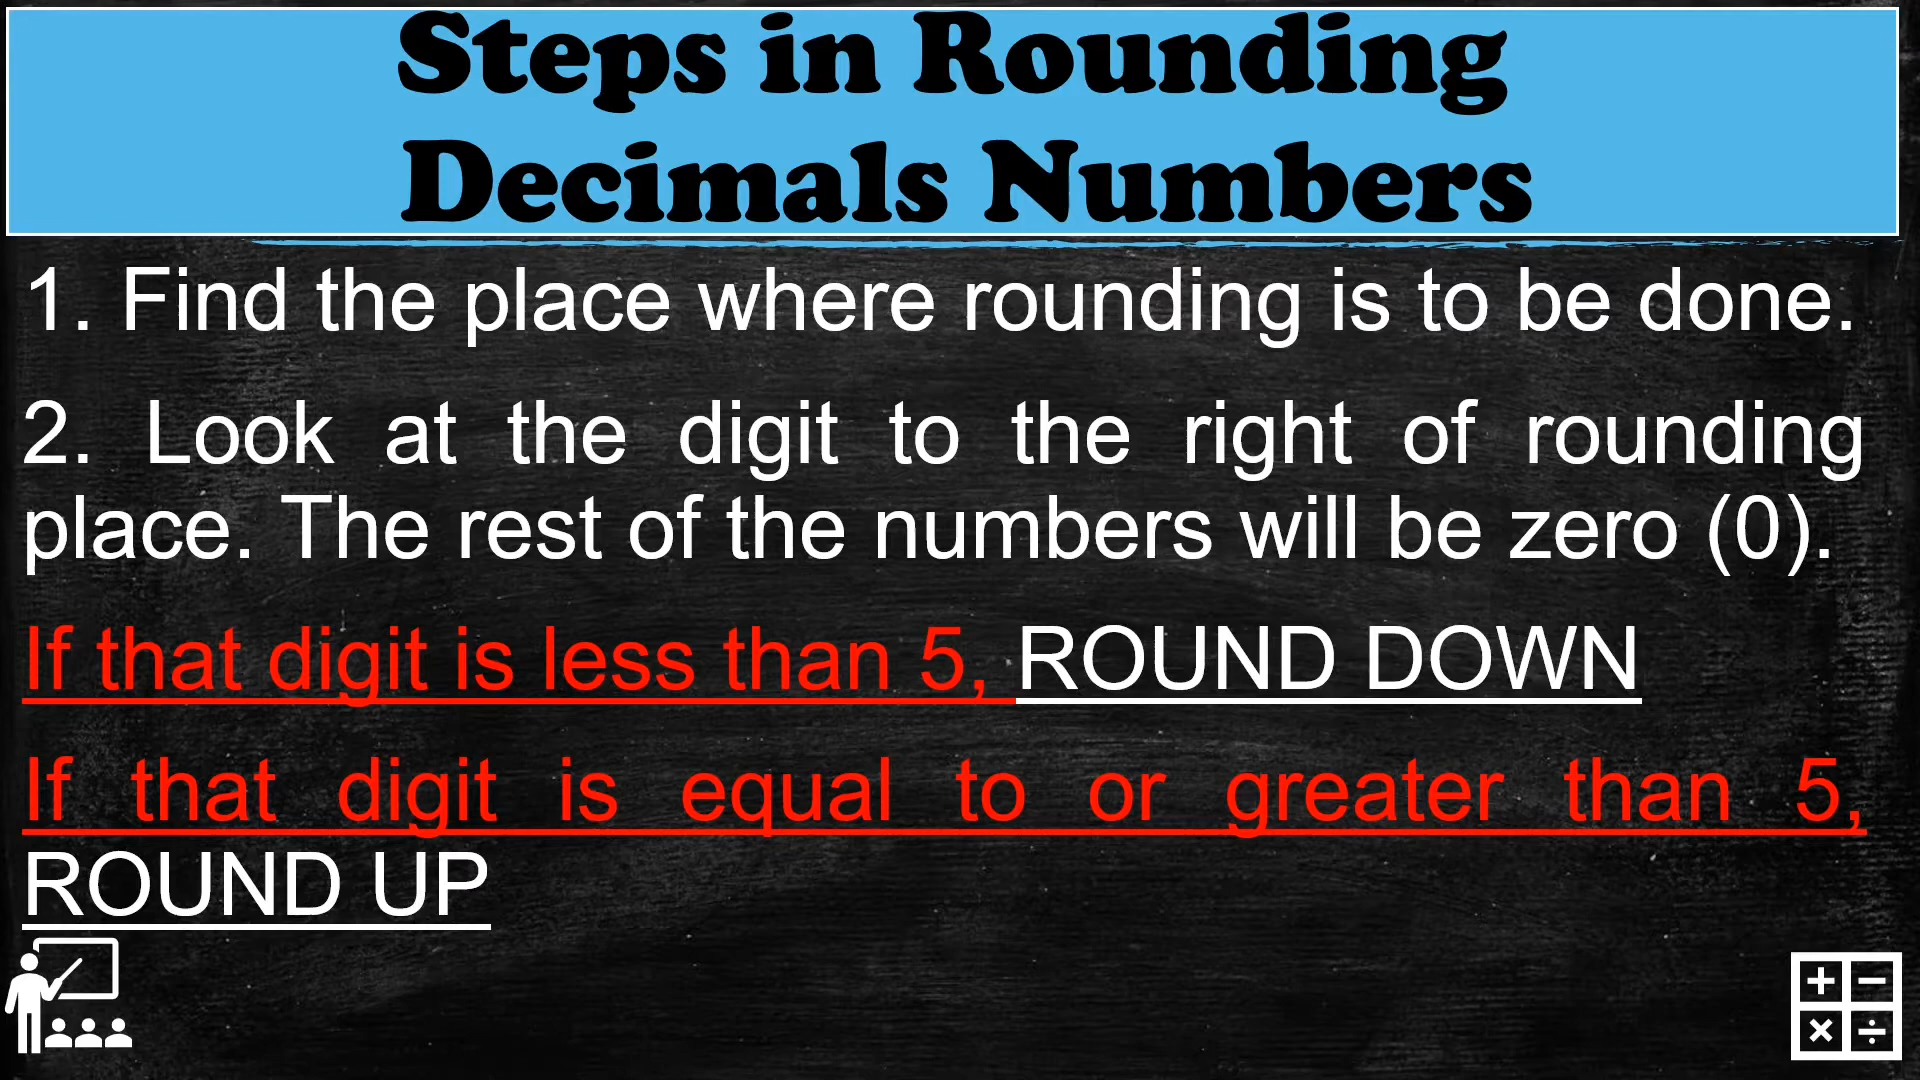 Steps in Rounding
Decimals Numbers
1. Find the place where rounding is to be done.
2. Look at the digit to the right of rounding
place. The rest of the numbers will be zero (0).
If that digit is less than 5, ROUND DOWN
If that digit is equal to or greater than 5,
ROUND UP